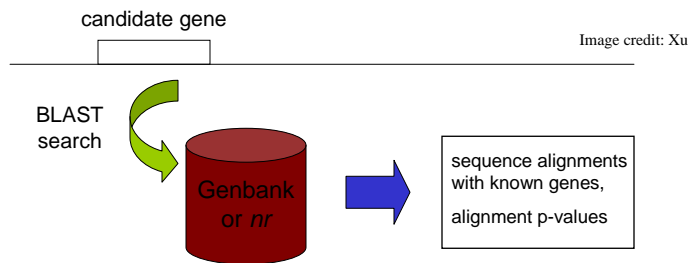 candidate gene
Image credit: Xu
BLAST
search
Genbank
or nr
sequence alignments
with known genes,
alignment p-values